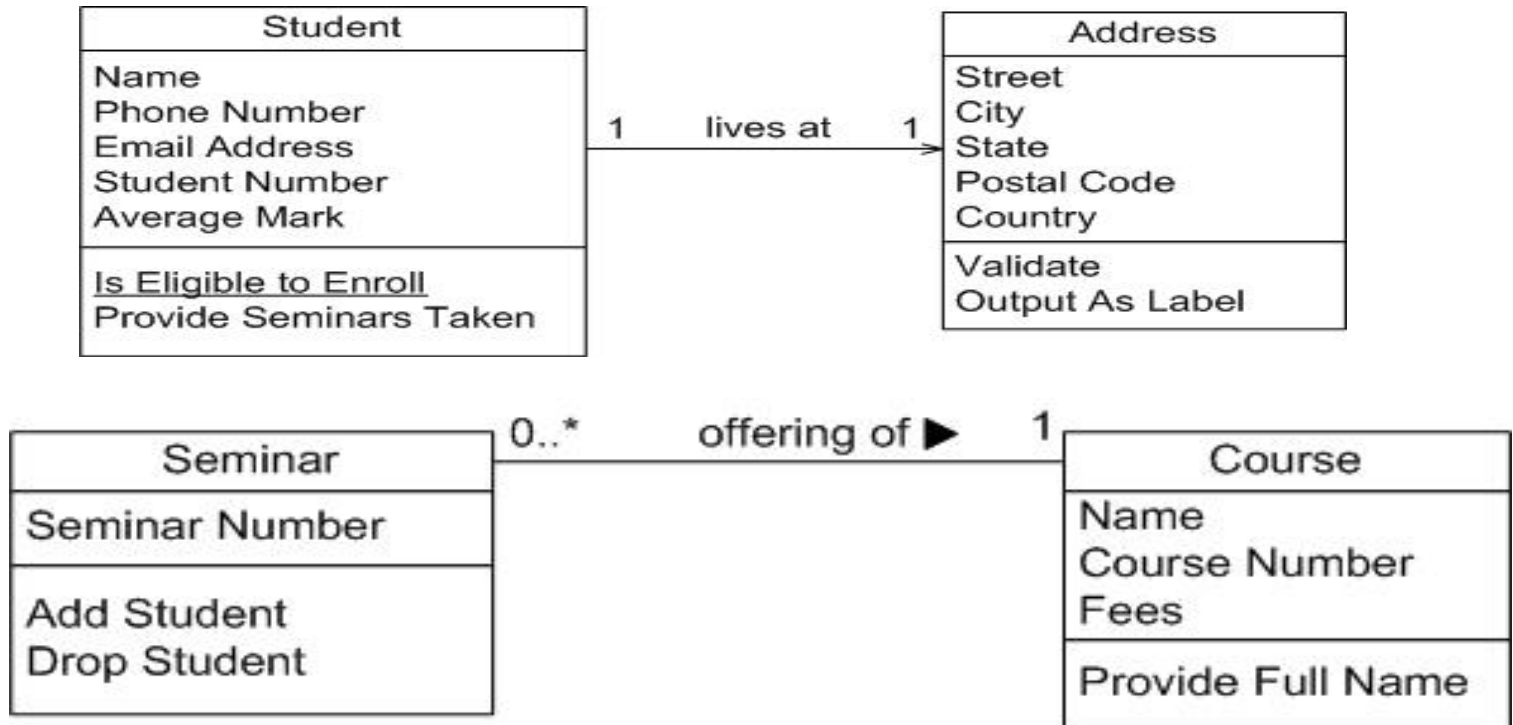 Student
Name
Phone Number
Email Address
Student Number
Average Mark
Is Eligible to Enroll
Provide Seminars Taken
1 lives at 1
Address
Street
City
State
Postal Code
Country
Validate
Output As Label
Seminar
Seminar Number
Add Student
Drop Student
0..* offering of ▶ 1
Course
Name
Course Number
Fees
Provide Full Name